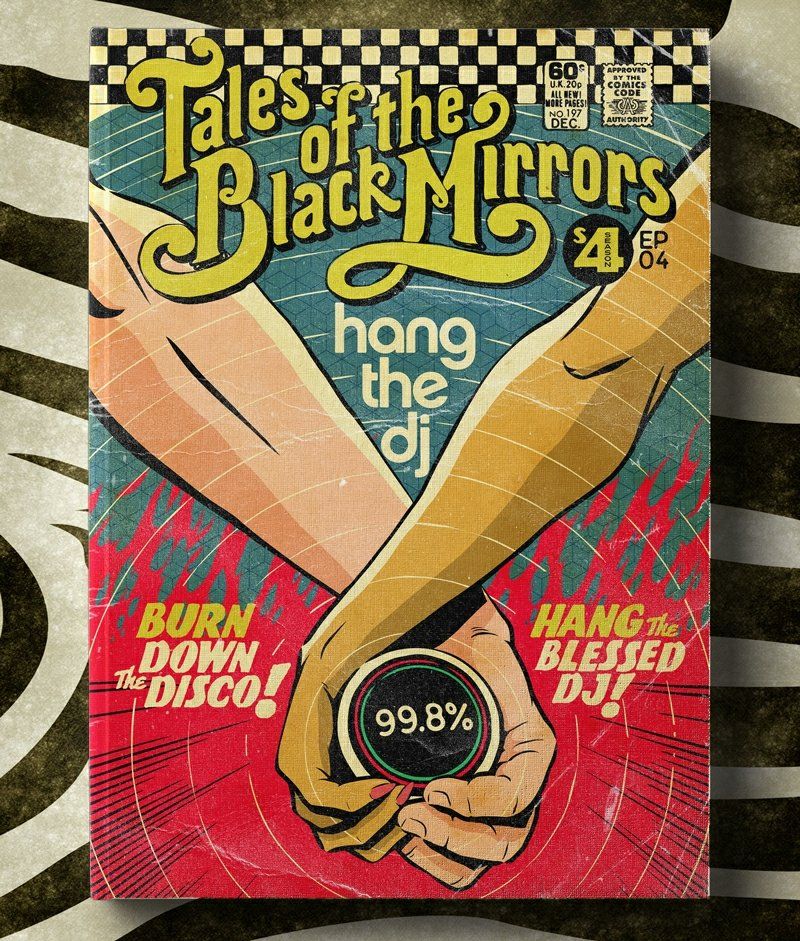 Tales of the
Black Mirrors
60¢
U.K. 20p
ALL NEW!
MORE PAGES!
NO. 197
DEC.
APPROVED
BY THE
COMICS
CODE
AUTHORITY
$4 SEASON
EP
04
hang
the
dj
BURN
DOWN
The DISCO!
HANG The
BLESSED
DJ!
99.8%